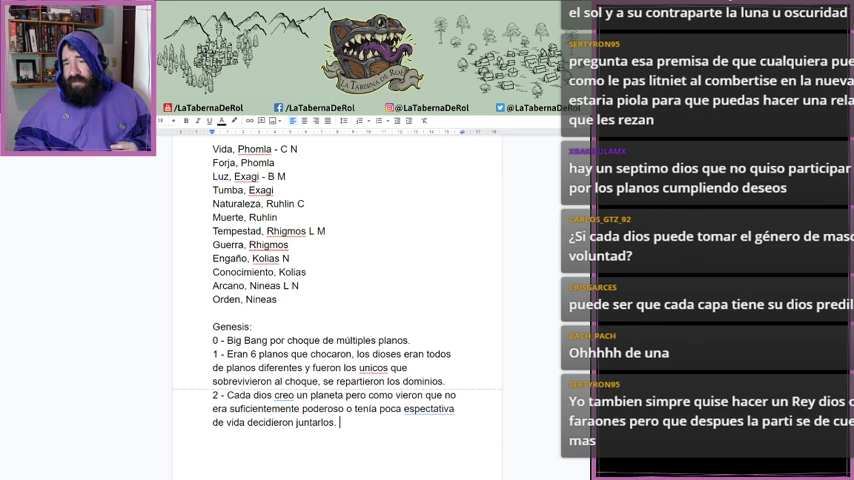 LA TABERNA DE ROL
/LaTabernaDeRol
/LaTabernaDeRol
@LaTabernaDeRol
@LaTabernaDeRol
Vida, Phomla - C N
Forja, Phomla
Luz, Exagi - B M
Tumba, Exagi
Naturaleza, Ruhlin C
Muerte, Ruhlin
Tempestad, Rhigmos L M
Guerra, Rhigmos
Engaño, Kolias N
Conocimiento, Kolias
Arcano, Nineas L N
Orden, Nineas
Genesis:
0 - Big Bang por choque de múltiples planos.
1 - Eran 6 planos que chocaron, los dioses eran todos
de planos diferentes y fueron los unicos que
sobrevivieron al choque, se repartieron los dominios.
2 - Cada dios creo un planeta pero como vieron que no
era suficientemente poderoso o tenía poca espectativa
de vida decidieron juntarlos.
el sol y a su contraparte la luna u oscuridad
SERTYRON95
pregunta esa premisa de que cualquiera pue
como le pas litniet al combertise en la nueva
estaria piola para que puedas hacer una rela
que les rezan
hay un septimo dios que no quiso participar
por los planos cumpliendo deseos
CARLOS_GTZ_92
¿Si cada dios puede tomar el género de masc
voluntad?
CRISGARCES
puede ser que cada capa tiene su dios predil
BACH_PACH
Ohhhhh de una
SERTYRON95
Yo tambien simpre quise hacer un Rey dios c
faraones pero que despues la parti se de cue
mas